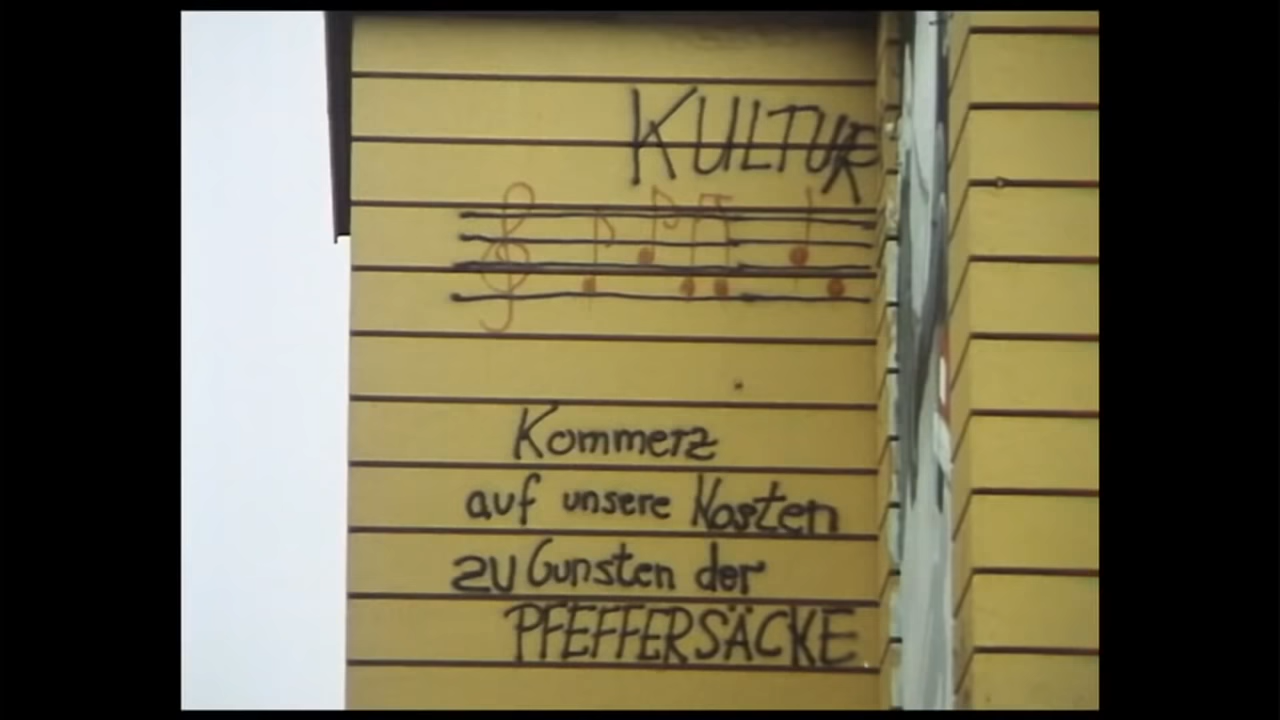 KULTUR
Kommerz
auf unsere Kosten
zu Gunsten der
PFEFFERSÄCKE